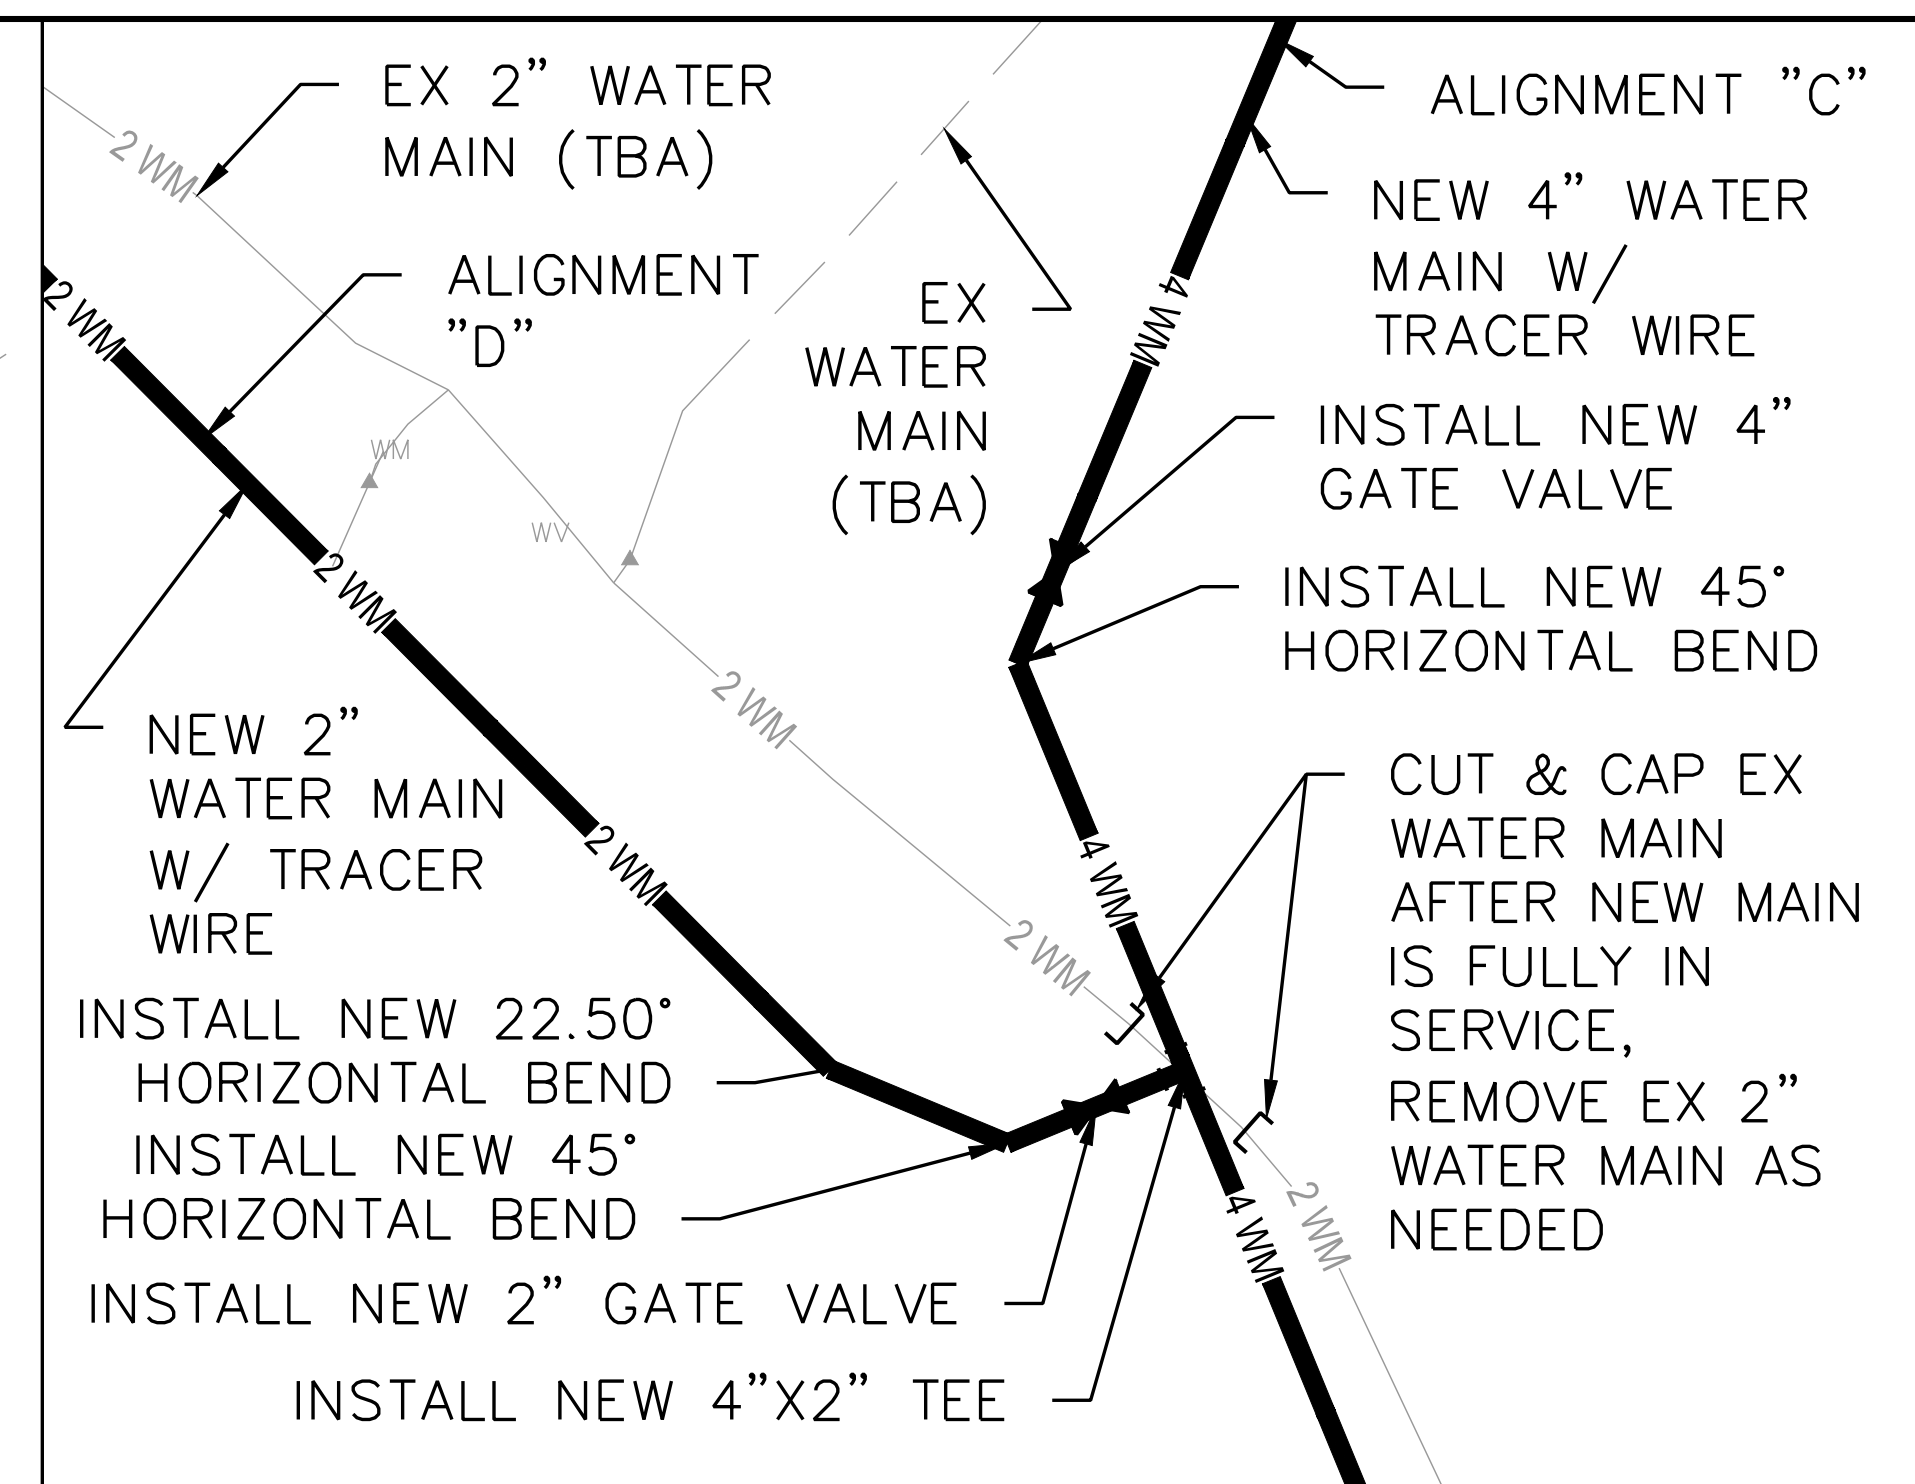 EX 2” WATER
MAIN (TBA)
ALIGNMENT "C"
2 WM
NEW 4” WATER
MAIN W/
TRACER WIRE
ALIGNMENT
"D"
EX
WATER
MAIN
(TBA)
4 WM
2 WM
INSTALL NEW 4”
GATE VALVE
WM
WV
INSTALL NEW 45°
HORIZONTAL BEND
2 WM
2 WM
NEW 2”
WATER MAIN
W/ TRACER
WIRE
CUT & CAP EX
WATER MAIN
AFTER NEW MAIN
IS FULLY IN
SERVICE,
REMOVE EX 2”
WATER MAIN AS
NEEDED
2 WM
4 WM
2 WM
INSTALL NEW 22.50°
HORIZONTAL BEND
INSTALL NEW 45°
HORIZONTAL BEND
4 WM
2 WM
INSTALL NEW 2” GATE VALVE
INSTALL NEW 4”X2” TEE